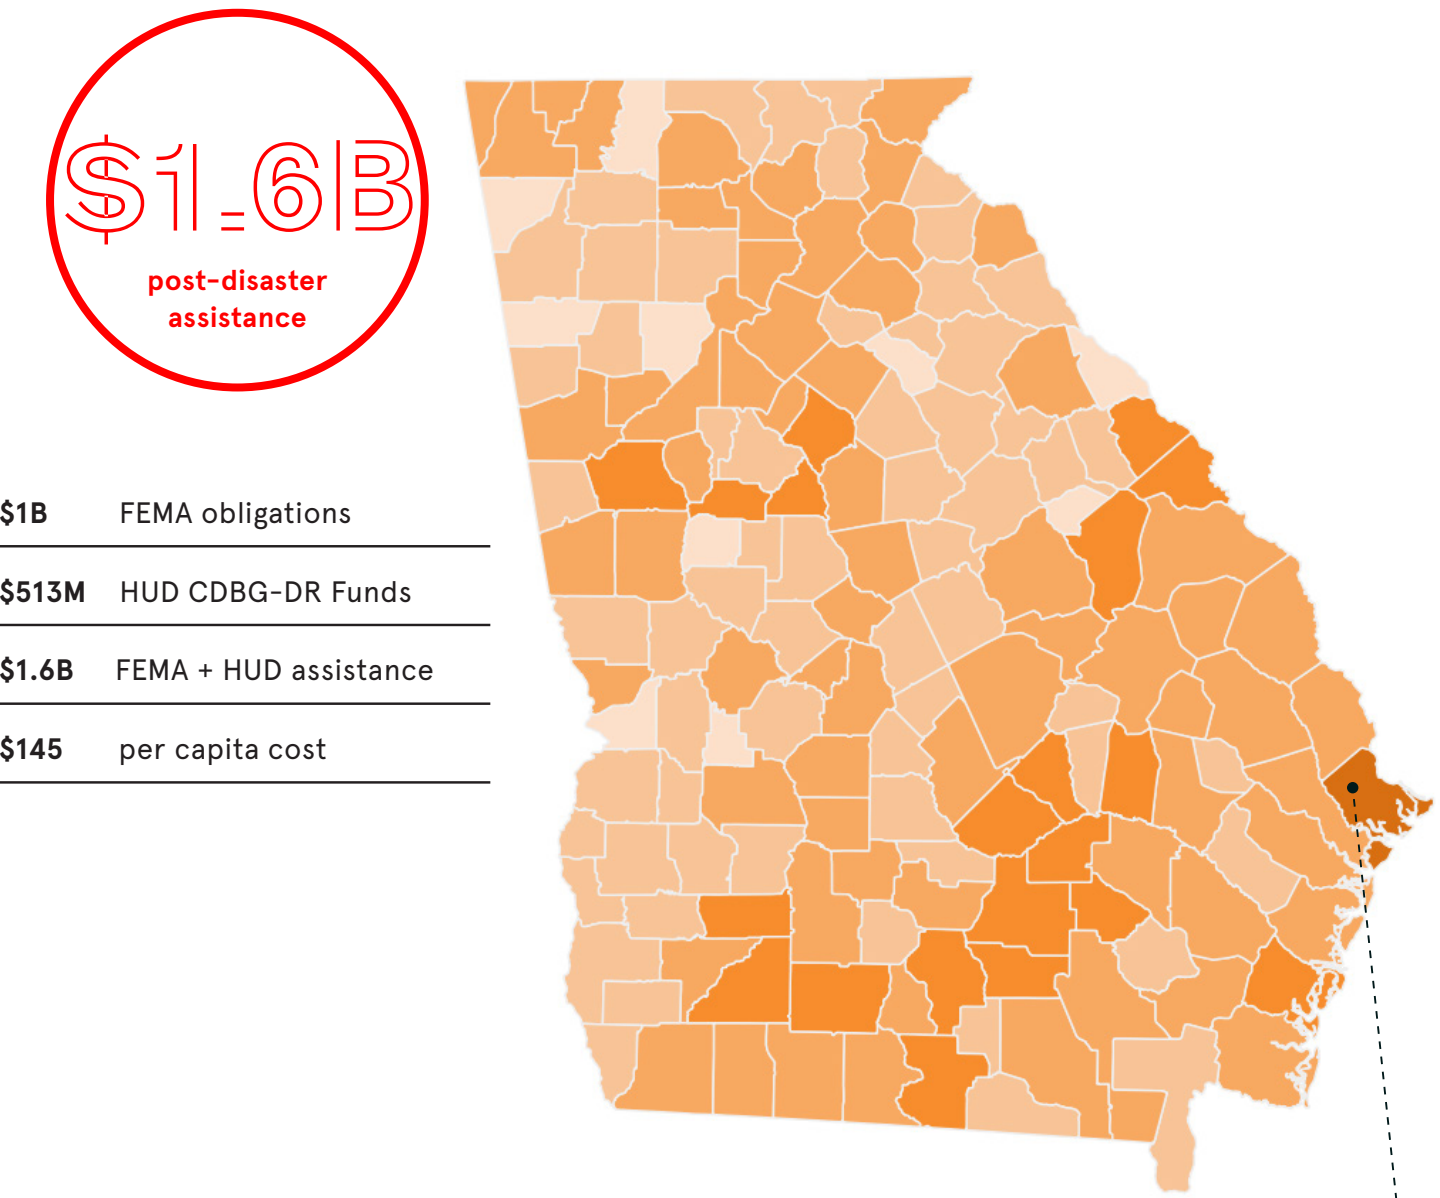 $1.6B
post-disaster
assistance
$1B FEMA obligations
$513M HUD CDBG-DR Funds
$1.6B FEMA + HUD assistance
$145 per capita cost